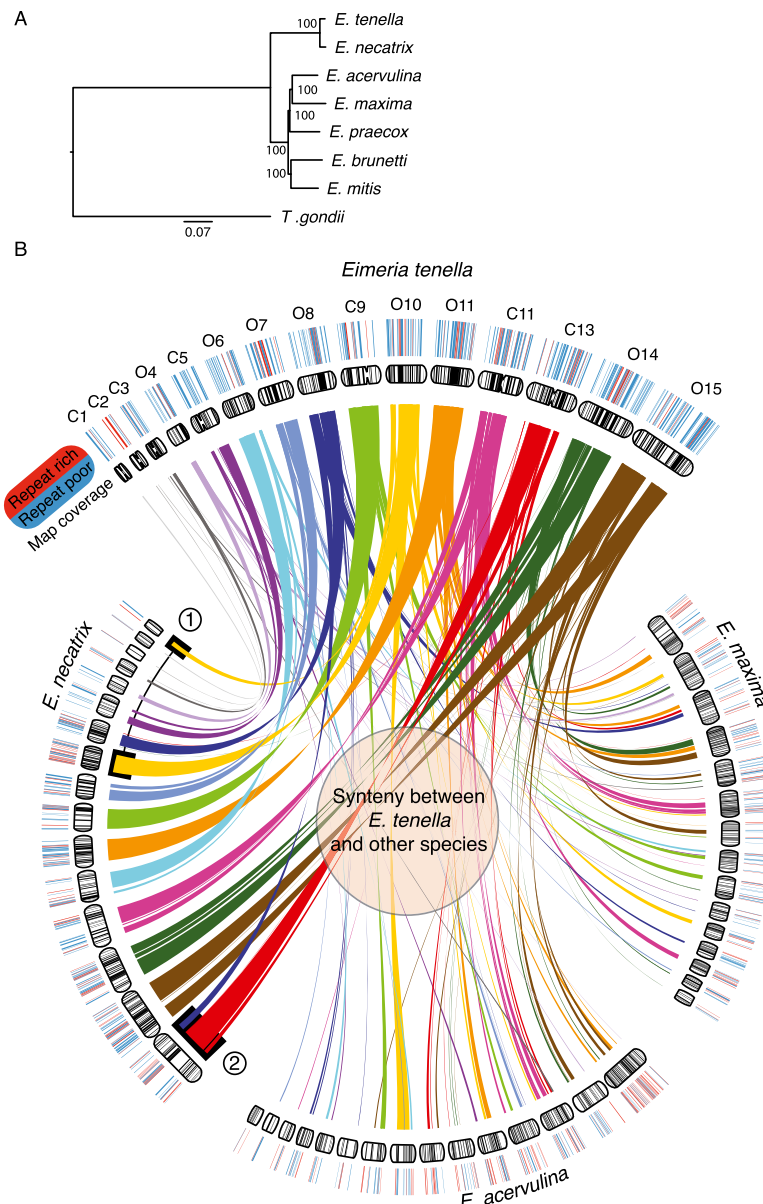 A
100
E. tenella
E. necatrix
E. acervulina
100
E. maxima
100
E. praecox
100
E. brunetti
100
E. mitis
T .gondii
0.07
B
Eimeria tenella
C1
C2
C3
O4
C5
O6
O7
O8
C9
O10
O11
C11
C13
O14
O15
Repeat rich
Repeat poor
Map coverage
1
E. necatrix
E. maxima
Synteny between
E. tenella
and other species
2
E. acervulina